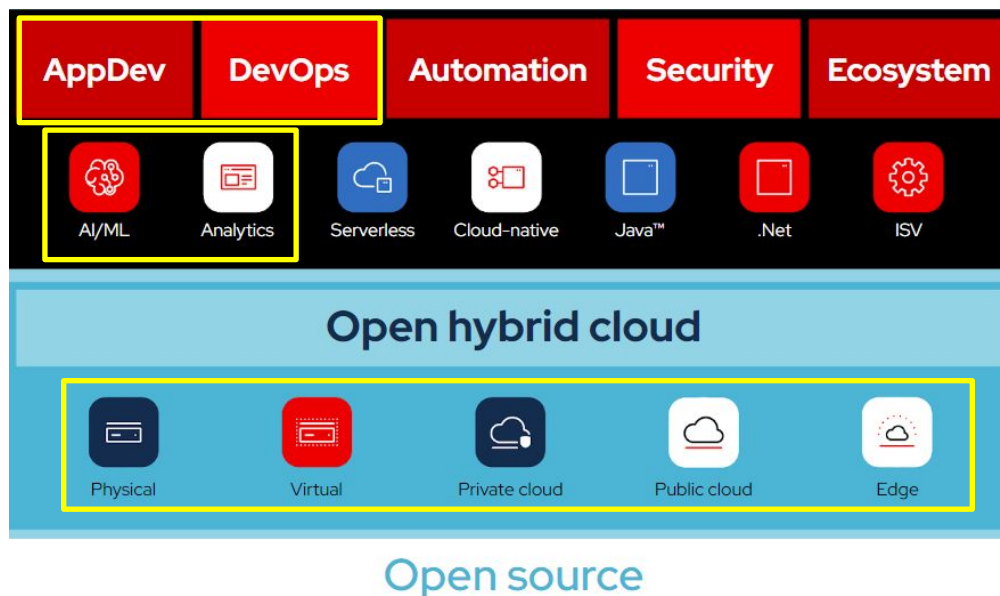 AppDev DevOps Automation Security Ecosystem
AI/ML Analytics Serverless Cloud-native Java™ .Net ISV
Open hybrid cloud
Physical Virtual Private cloud Public cloud Edge
Open source